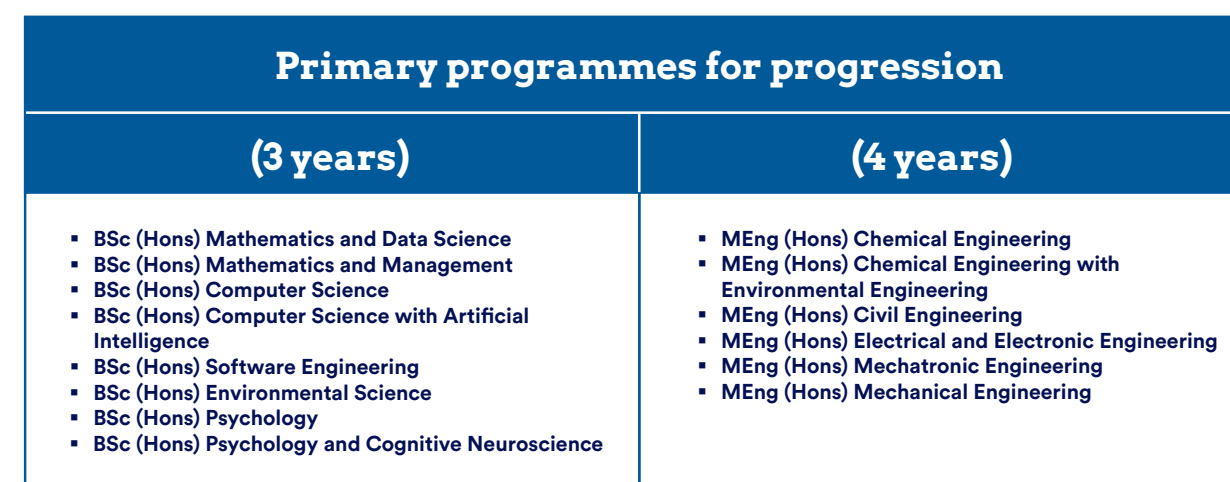 Primary programmes for progression
(3 years)
(4 years)
▪ BSc (Hons) Mathematics and Data Science
▪ BSc (Hons) Mathematics and Management
▪ BSc (Hons) Computer Science
▪ BSc (Hons) Computer Science with Artificial
Intelligence
▪ BSc (Hons) Software Engineering
▪ BSc (Hons) Environmental Science
▪ BSc (Hons) Psychology
▪ BSc (Hons) Psychology and Cognitive Neuroscience
▪ MEng (Hons) Chemical Engineering
▪ MEng (Hons) Chemical Engineering with
Environmental Engineering
▪ MEng (Hons) Civil Engineering
▪ MEng (Hons) Electrical and Electronic Engineering
▪ MEng (Hons) Mechatronic Engineering
▪ MEng (Hons) Mechanical Engineering